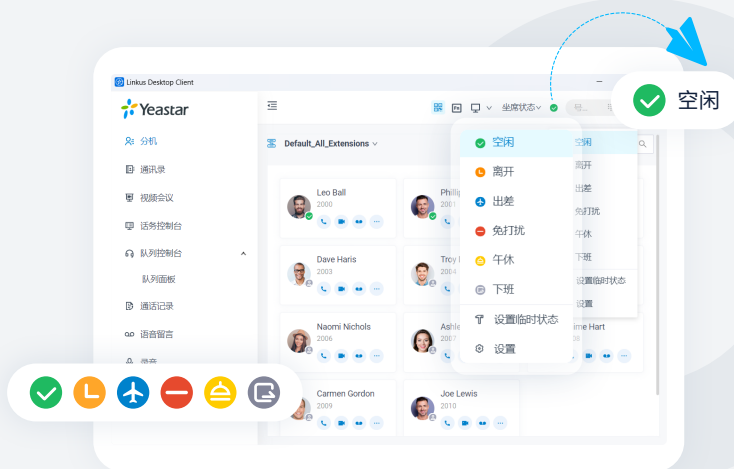 Linkus Desktop Client
Yeastar
坐席状态
空闲
分机
通讯录
视频会议
话务控制台
队列控制台
队列面板
通话记录
语音留言
录音
Default_All_Extensions
Leo Ball
2000
2001
Dave Haris
2003
Troy
2004
Naomi Nichols
2006
2007
Carmen Gordon
2009
Joe Lewis
2010
空闲
离开
出差
免打扰
午休
下班
设置临时状态
设置
空闲
离开
出差
免打扰
午休
下班
设置临时状态
设置